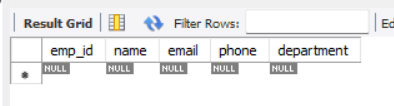 Result Grid Filter Rows: Ed
emp_id name email phone department
NULL NULL NULL NULL NULL